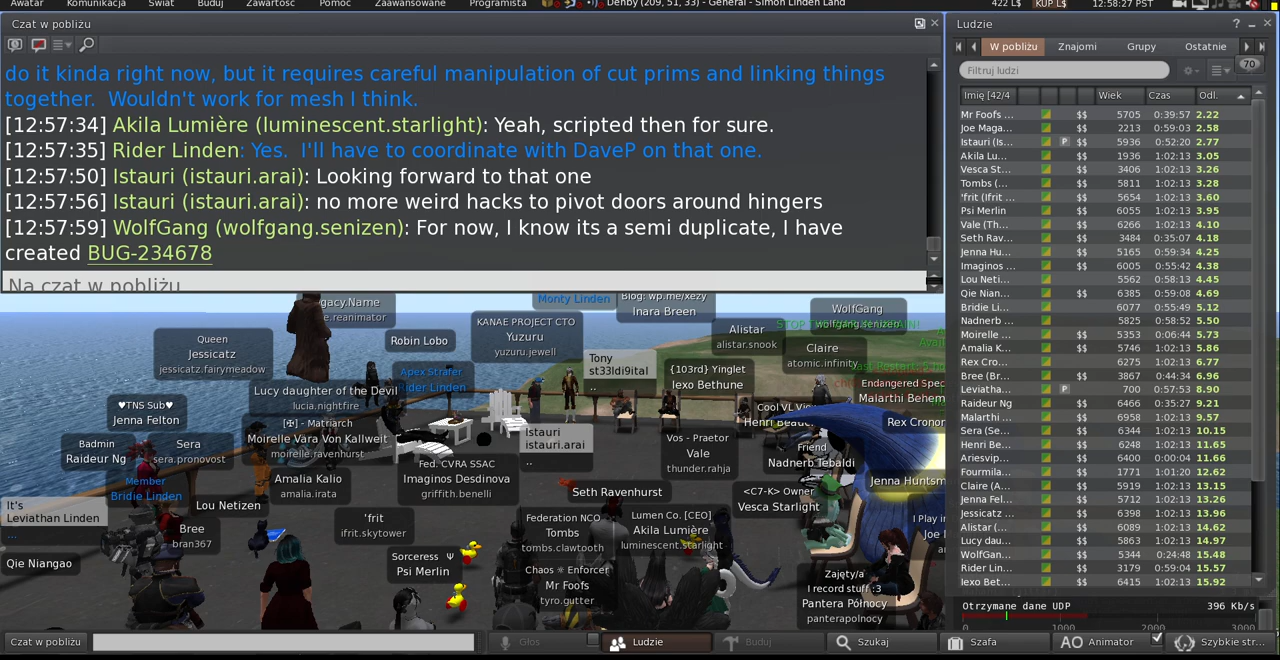 Awatar Komunikacja Świat Buduj Zawartość Pomoc Zaawansowane Programista Denby (209, 51, 33) - General - Simon Linden Land 422 L$ KUP L$ 12:58:27 PST
Czat w pobliżu
do it kinda right now, but it requires careful manipulation of cut prims and linking things
together. Wouldn't work for mesh I think.
[12:57:34] Akila Lumière (luminescent.starlight): Yeah, scripted then for sure.
[12:57:35] Rider Linden: Yes. I'll have to coordinate with DaveP on that one.
[12:57:50] Istauri (istauri.arai): Looking forward to that one
[12:57:56] Istauri (istauri.arai): no more weird hacks to pivot doors around hingers
[12:57:59] WolfGang (wolfgang.senizen): For now, I know its a semi duplicate, I have
created BUG-234678
Na czat w pobliżu
gacy.Name
e.reanimator
Monty Linden
Blog: wp.me/xezy
Inara Breen
WolfGang
wolfgang.senizen
Queen
Jessicatz
jessicatz.fairymeadow
Robin Lobo
KANAE PROJECT CTO
Yuzuru
yuzuru.jewell
Alistar
alistar.snook
Claire
atomic.infinity
Tony
st33ldi9ital
..
{103rd} Yinglet
Iexo Bethune
Apex Strafer
Rider Linden
Lucy daughter of the Devil
lucia.nightfire
Endangered Spec
Malarthi Behem
♥TNS Sub♥
Jenna Felton
[✠] - Matriarch
Moirelle Vara Von Kallweit
moirelle.ravenhurst
Cool VL Vie
Henri Beau
Rex Cronor
Badmin
Raideur Ng
Sera
sera.pronovost
Istauri
istauri.arai
..
Vos - Praetor
Vale
thunder.rahja
Friend
Nadnerb Tebaldi
Member
Bridie Linden
Amalia Kalio
amalia.irata
Fed. CVRA SSAC
Imaginos Desdinova
griffith.benelli
Jenna Huntsm
Seth Ravenhurst
<C7-K> Owner
Vesca Starlight
It's
Leviathan Linden
...
Lou Netizen
Bree
bran367
'frit
ifrit.skytower
Federation NCO
Tombs
tombs.clawtooth
Lumen Co. [CEO]
Akila Lumière
luminescent.starlight
I Play i
Joe
Qie Niangao
Sorceress Ψ
Psi Merlin
Chaos ☼ Enforcer
Mr Foofs
tyro.gutter
Zajęty/a
I record stuff :3
Pantera Północy
panterapolnocy
Ludzie
W pobliżu Znajomi Grupy Ostatnie
Filtruj ludzi 70
Imię [42/4 Wiek Czas Odl.
Mr Foofs ... $$ 5705 0:39:57 2.22
Joe Maga... $$ 2213 0:59:03 2.58
Istauri (Is... P $$ 5936 0:52:20 2.77
Akila Lu... $$ 1936 1:02:13 3.05
Vesca St... $$ 3406 1:02:13 3.26
Tombs (... $$ 5811 1:02:13 3.28
'frit (Ifrit ... $$ 5654 1:02:13 3.60
Psi Merlin $$ 6055 1:02:13 3.95
Vale (Th... $$ 6266 1:02:13 4.10
Seth Rav... $$ 3484 0:35:07 4.18
Jenna Hu... $$ 5165 0:59:34 4.25
Imaginos ... $$ 6005 0:55:42 4.38
Lou Neti... 5562 0:58:13 4.45
Qie Nian... $$ 6385 0:59:08 4.69
Bridie Li... 6077 0:55:49 5.12
Nadnerb ... 5825 0:58:52 5.50
Moirelle ... $$ 5353 0:06:44 5.73
Amalia K... $$ 5746 1:02:13 5.86
Rex Cro... 6275 1:02:13 6.77
Bree (Br... $$ 3867 0:44:34 6.96
Leviatha... P 700 0:57:53 8.90
Raideur Ng $$ 6466 0:35:27 9.21
Malarthi ... $$ 6958 1:02:13 9.57
Sera (Se... $$ 6344 1:02:13 10.15
Henri Be... $$ 6248 1:02:13 11.65
Ariesvip... $$ 6400 0:00:04 11.66
Fourmila... $$ 1771 0:01:20 12.62
Claire (A... $$ 5919 1:02:13 13.15
Jenna Fel... $$ 5712 1:02:13 13.26
Jessicatz ... $$ 6398 1:02:13 13.96
Alistar (... $$ 6089 1:02:13 14.62
Lucy dau... $$ 5863 1:02:13 14.97
WolfGan... $$ 5344 0:24:48 15.48
Rider Lin... $$ 3179 0:59:04 15.57
Iexo Bet... $$ 6415 1:02:13 15.92
Otrzymane dane UDP 396 Kb/s
0 1000 3000
Czat w pobliżu Głos Ludzie Buduj Szukaj Szafa AO Animator Szybkie str...